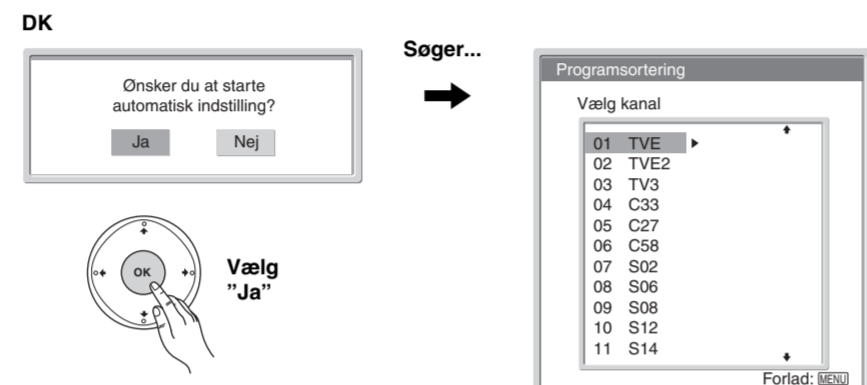 DK
Ønsker du at starte
automatisk indstilling?
Ja Nej
OK
Vælg
”Ja”
Søger...
Programsortering
Vælg kanal
01 TVE
02 TVE2
03 TV3
04 C33
05 C27
06 C58
07 S02
08 S06
09 S08
10 S12
11 S14
Forlad: MENU